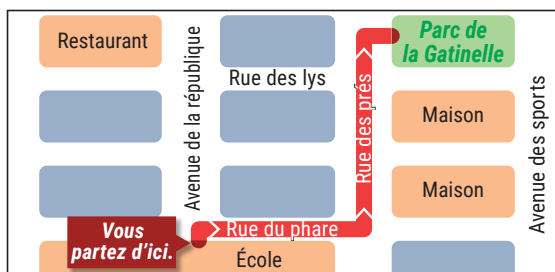 Restaurant
Avenue de la république
Rue des lys
Rue des prés
Parc de
la Gatinelle
Maison
Avenue des sports
Maison
Vous
partez d'ici.
Rue du phare
École